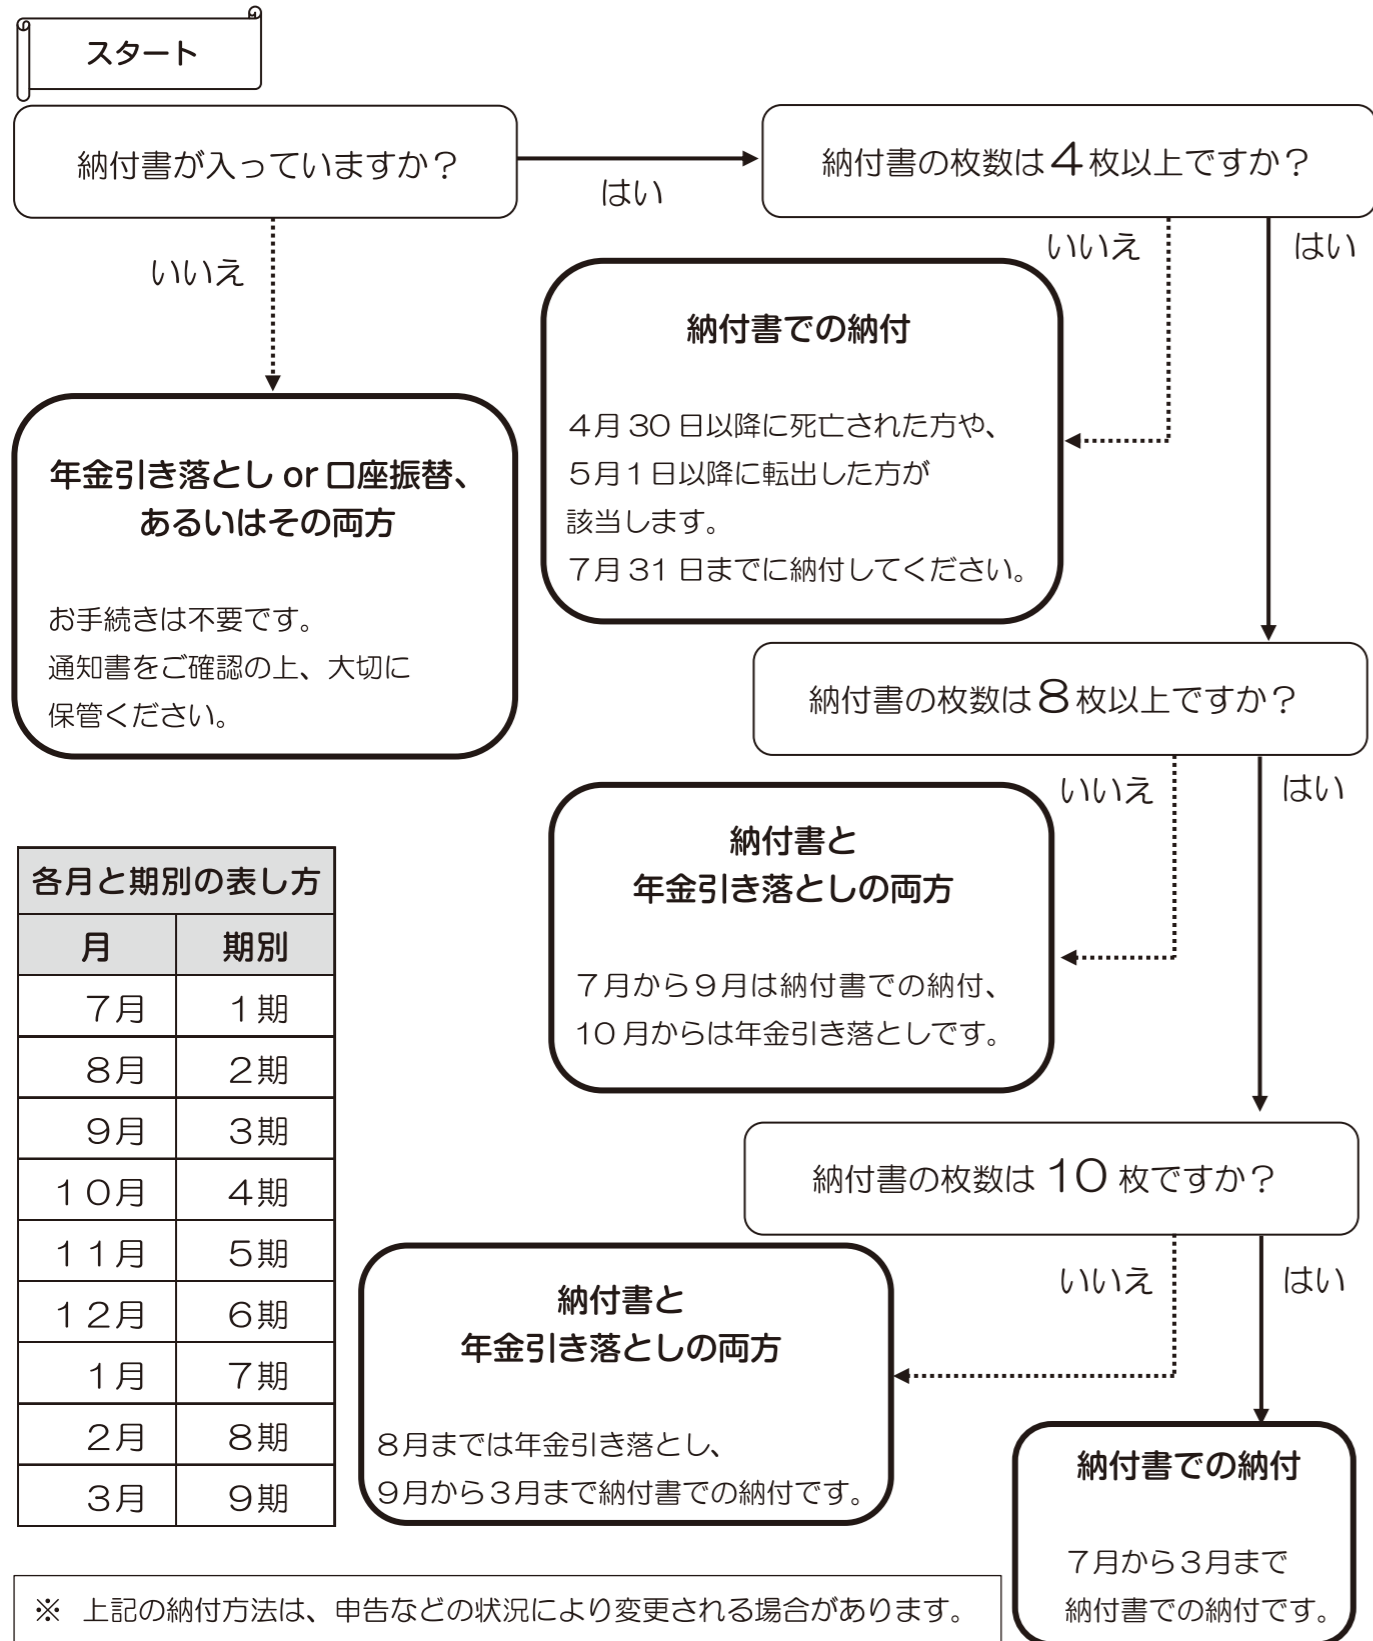 スタート
納付書が入っていますか？
はい
納付書の枚数は４枚以上ですか？
いいえ
はい
いいえ
納付書での納付
４月 30 日以降に死亡された方や、
５月１日以降に転出した方が
該当します。
７月 31 日までに納付してください。
年金引き落とし or 口座振替、
あるいはその両方
お手続きは不要です。
通知書をご確認の上、大切に
保管ください。
納付書の枚数は８枚以上ですか？
いいえ
はい
納付書と
年金引き落としの両方
７月から９月は納付書での納付、
10 月からは年金引き落としです。
各月と期別の表し方
月 期別
７月 １期
８月 ２期
９月 ３期
１０月 ４期
１１月 ５期
１２月 ６期
１月 ７期
２月 ８期
３月 ９期
納付書の枚数は 10 枚ですか？
いいえ
はい
納付書と
年金引き落としの両方
８月までは年金引き落とし、
９月から３月まで納付書での納付です。
納付書での納付
７月から３月まで
納付書での納付です。
※ 上記の納付方法は、申告などの状況により変更される場合があります。